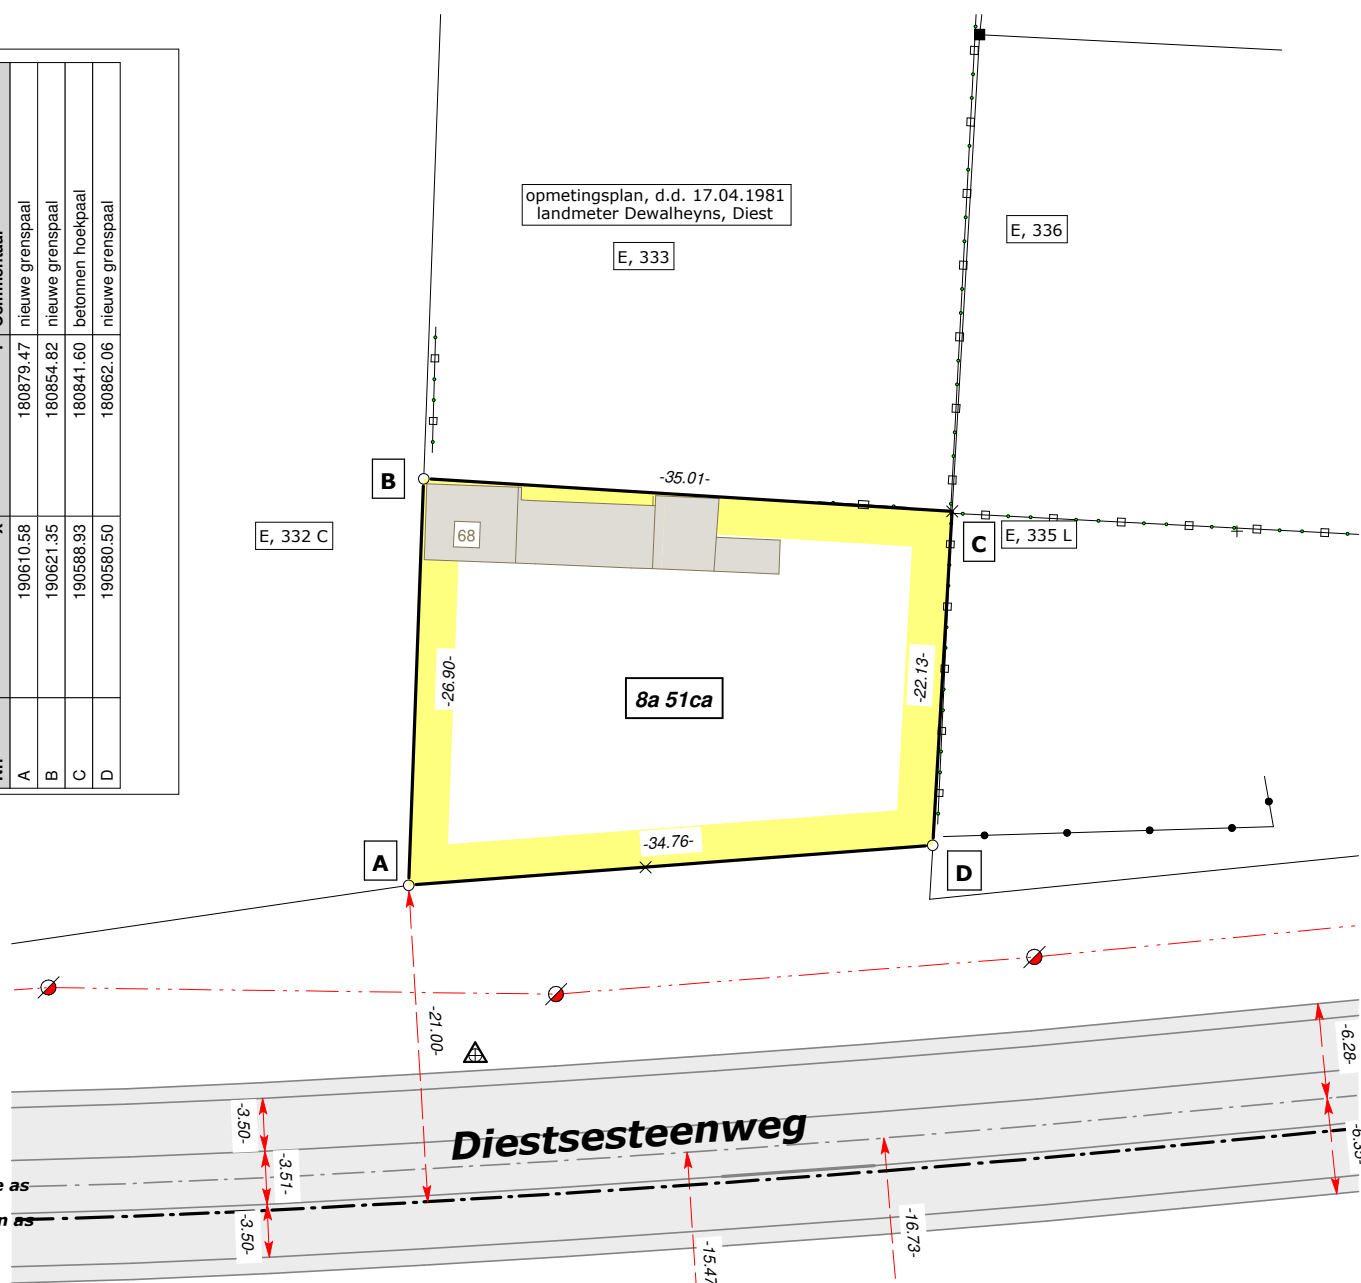 A 190610.58 180879.47 nieuwe grenspaal
B 190621.35 180854.82 nieuwe grenspaal
C 190588.93 180841.60 betonnen hoekpaal
D 190580.50 180862.06 nieuwe grenspaal
opmetingsplan, d.d. 17.04.1981
landmeter Dewalheyns, Diest
E, 333
E, 336
B
-35.01-
E, 332 C
68
C
E, 335 L
-26.90-
8a 51ca
-22.13-
A
-34.76-
D
-21.00-
-6.28-
-3.50-
Diestsesteenweg
-3.51-
as
as
-3.50-
-16.73-
-15.47